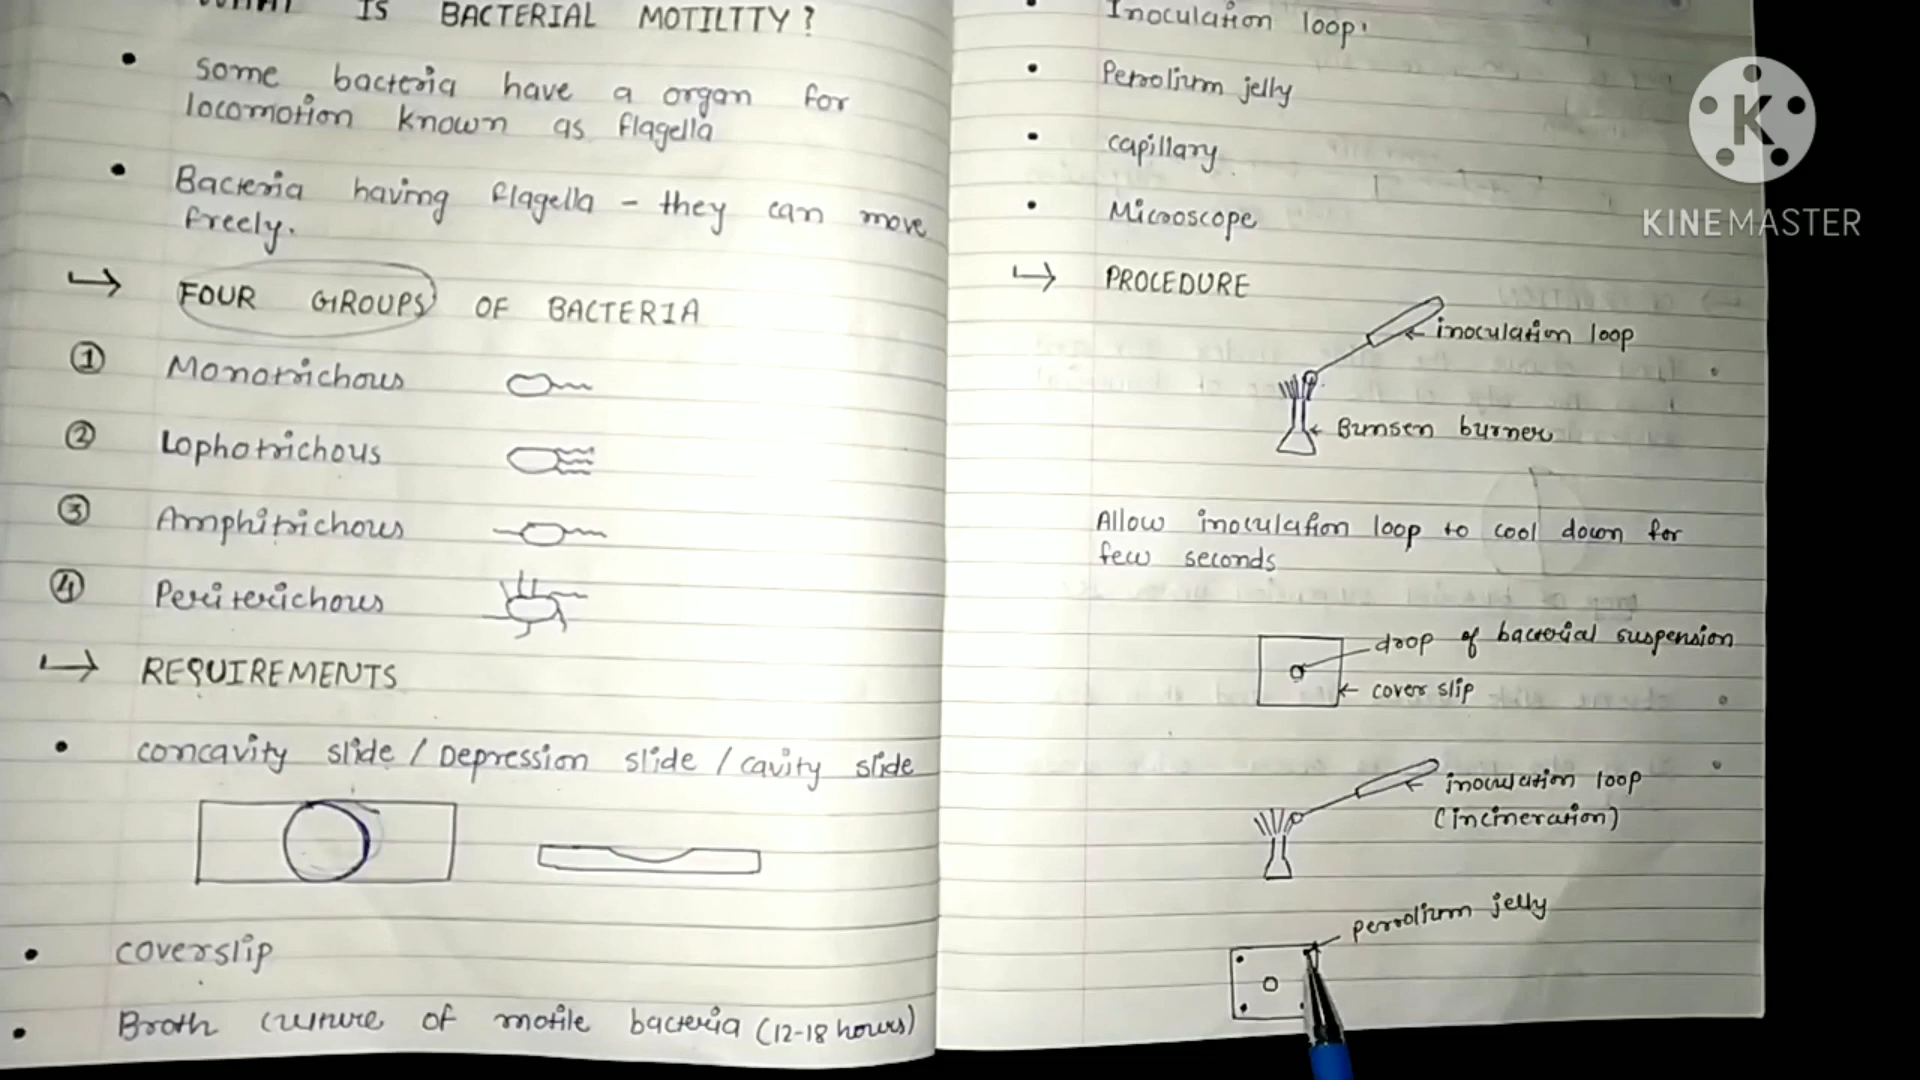 WHAT IS BACTERIAL MOTILITY?
• some bacteria have a organ for
locomotion known as flagella
• Bacteria having flagella - they can move
freely.
↳ FOUR GROUPS OF BACTERIA
① Monotrichous
② Lophotrichous
③ Amphitrichous
④ Periterichous
↳ REQUIREMENTS
• concavity slide / Depression slide / cavity slide
• coverslip
• Broth culture of motile bacteria (12-18 hours)
• Inoculation loop.
• Petrolium jelly
• capillary
• Microscope
↳ PROCEDURE
inoculation loop
Bunsen burner
Allow inoculation loop to cool down for
few seconds
drop of bacterial suspension
cover slip
inoculation loop
(incineration)
petrolium jelly
K
KINEMASTER